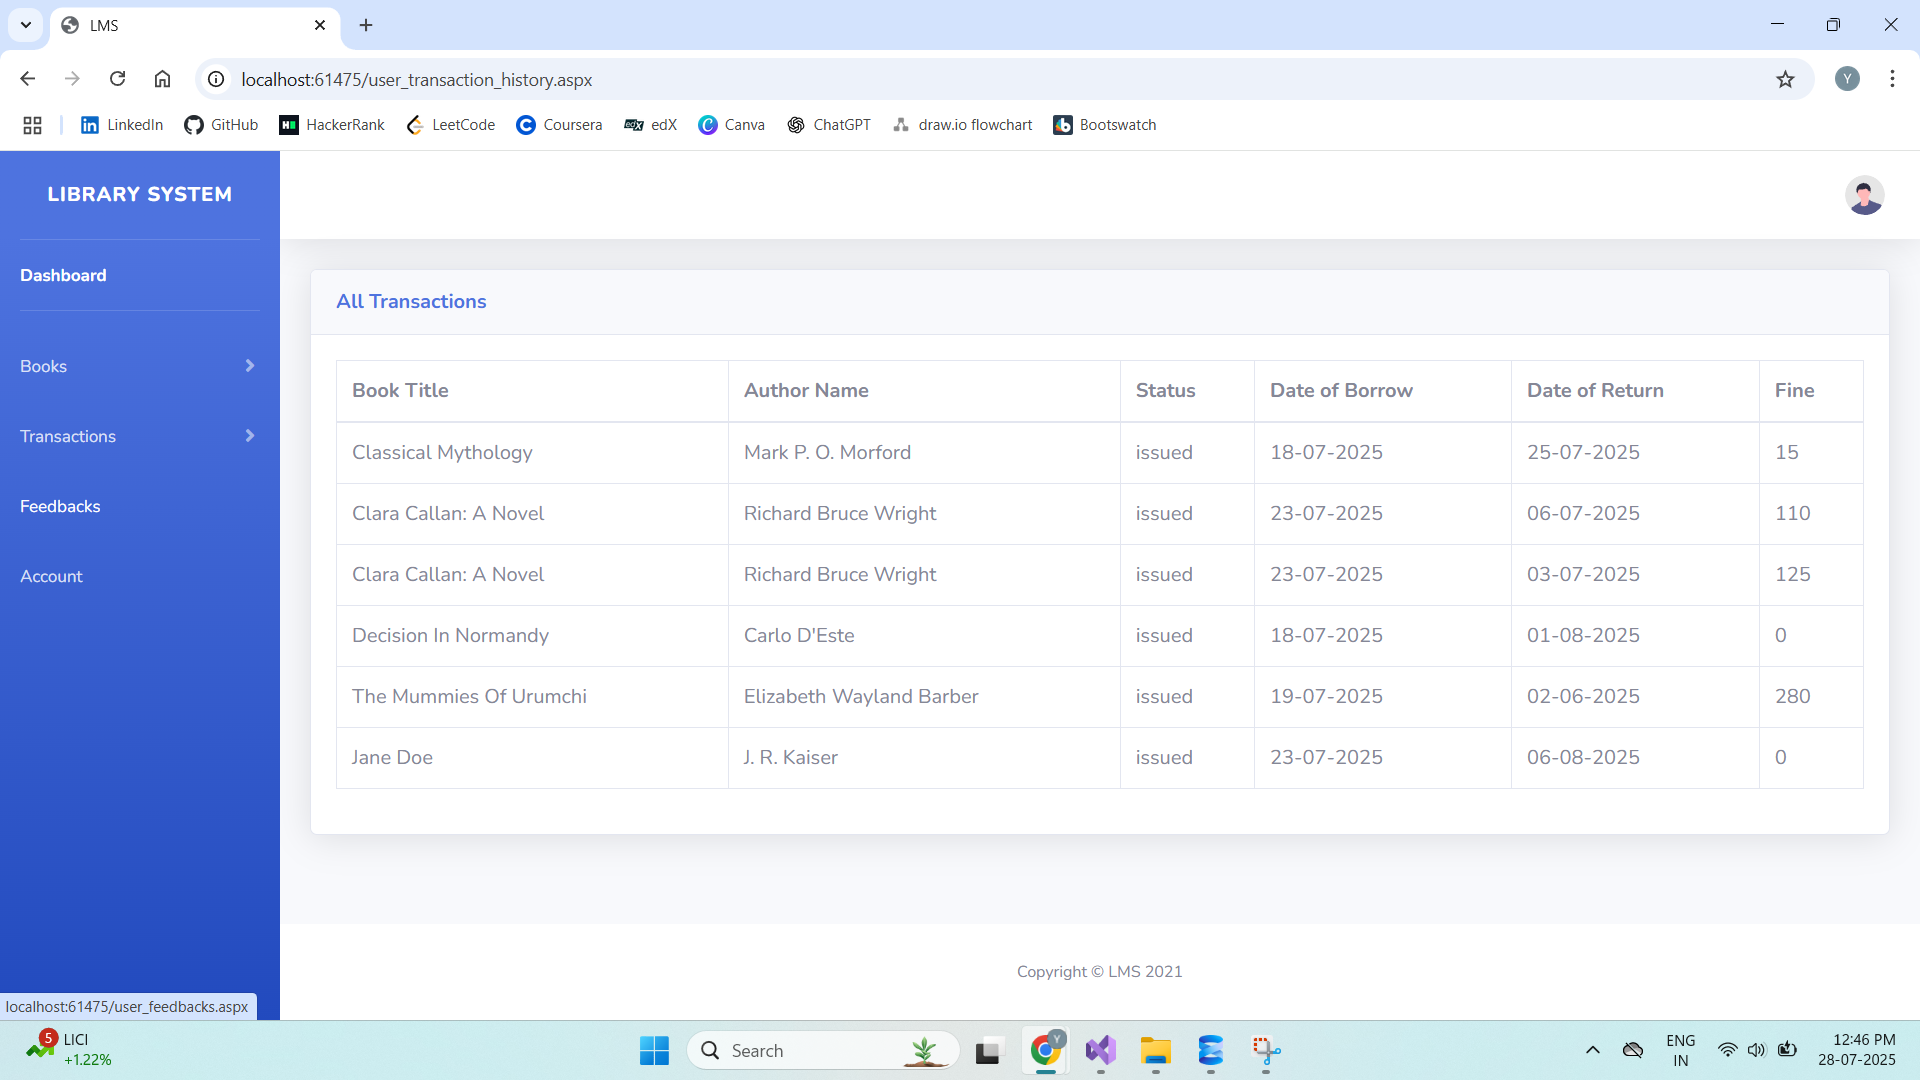 LMS
localhost:61475/user_transaction_history.aspx
Y
LinkedIn GitHub HackerRank LeetCode Coursera edX Canva ChatGPT draw.io flowchart Bootswatch
LIBRARY SYSTEM
Dashboard
Books
Transactions
Feedbacks
Account
All Transactions
Book Title Author Name Status Date of Borrow Date of Return Fine
Classical Mythology Mark P. O. Morford issued 18-07-2025 25-07-2025 15
Clara Callan: A Novel Richard Bruce Wright issued 23-07-2025 06-07-2025 110
Clara Callan: A Novel Richard Bruce Wright issued 23-07-2025 03-07-2025 125
Decision In Normandy Carlo D'Este issued 18-07-2025 01-08-2025 0
The Mummies Of Urumchi Elizabeth Wayland Barber issued 19-07-2025 02-06-2025 280
Jane Doe J. R. Kaiser issued 23-07-2025 06-08-2025 0
Copyright © LMS 2021
localhost:61475/user_feedbacks.aspx
5 LICI
+1.22%
Search
Y
ENG
IN
12:46 PM
28-07-2025